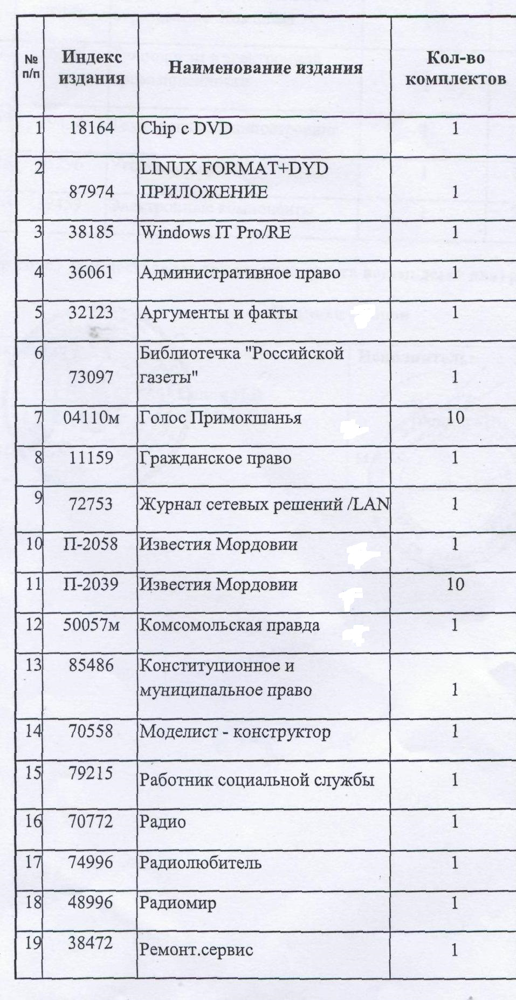 № п/п Индекс издания Наименование издания Кол-во комплектов
1 18164 Chip с DVD 1
2 87974 LINUX FORMAT+DYD
ПРИЛОЖЕНИЕ 1
3 38185 Windows IT Pro/RE 1
4 36061 Административное право 1
5 32123 Аргументы и факты 1
6 73097 Библиотечка "Российской
газеты" 1
7 04110м Голос Примокшанья 10
8 11159 Гражданское право 1
9 72753 Журнал сетевых решений /LAN 1
10 П-2058 Известия Мордовии 1
11 П-2039 Известия Мордовии 10
12 50057м Комсомольская правда 1
13 85486 Конституционное и
муниципальное право 1
14 70558 Моделист - конструктор 1
15 79215 Работник социальной службы 1
16 70772 Радио 1
17 74996 Радиолюбитель 1
18 48996 Радиомир 1
19 38472 Ремонт.сервис 1